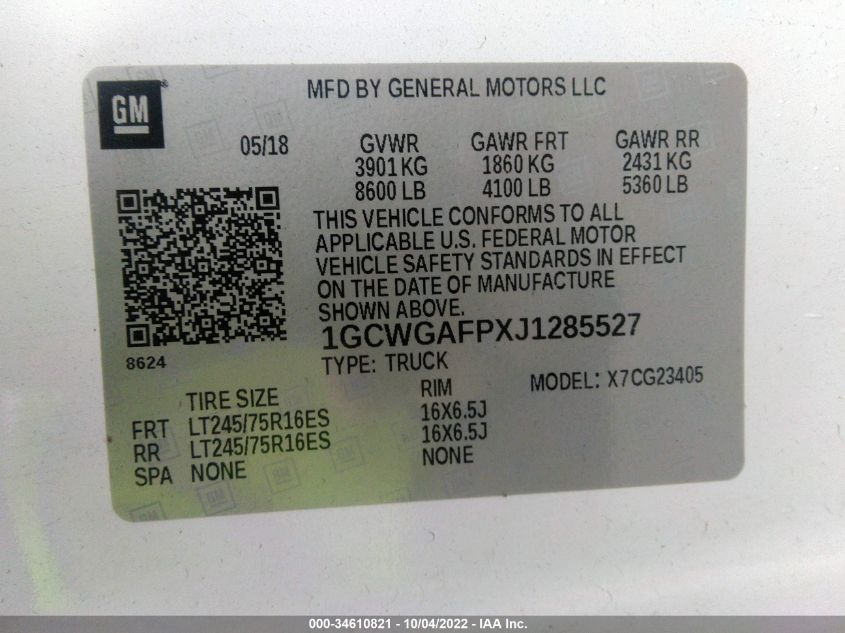 GM ®
MFD BY GENERAL MOTORS LLC
05/18 GVWR GAWR FRT GAWR RR
3901 KG 1860 KG 2431 KG
8600 LB 4100 LB 5360 LB
THIS VEHICLE CONFORMS TO ALL
APPLICABLE U.S. FEDERAL MOTOR
VEHICLE SAFETY STANDARDS IN EFFECT
ON THE DATE OF MANUFACTURE
SHOWN ABOVE.
1GCWGAFPXJ1285527
8624
TYPE: TRUCK
MODEL: X7CG23405
TIRE SIZE RIM
FRT LT245/75R16ES 16X6.5J
RR LT245/75R16ES 16X6.5J
SPA NONE NONE
000-34610821 - 10/04/2022 - IAA Inc.